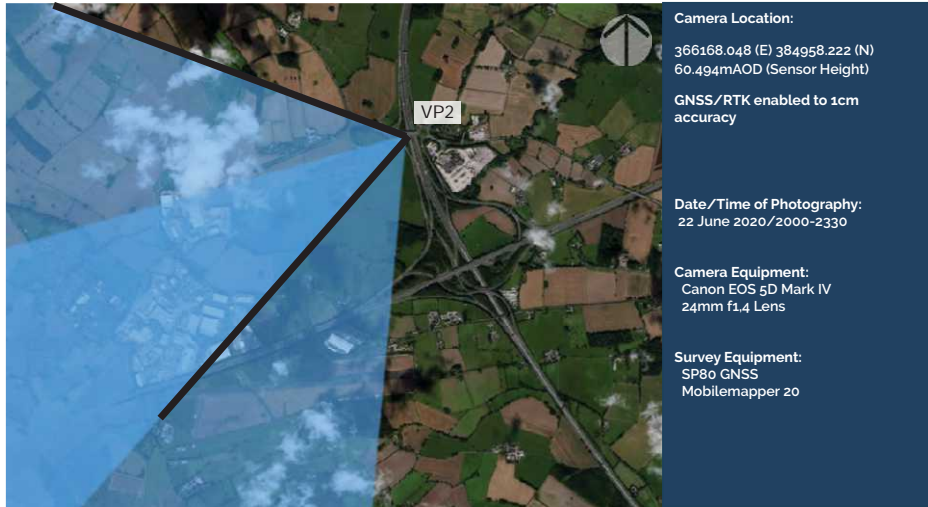 VP2
Camera Location:
366168.048 (E) 384958.222 (N)
60.494mAOD (Sensor Height)
GNSS/RTK enabled to 1cm
accuracy
Date/Time of Photography:
22 June 2020/2000-2330
Camera Equipment:
Canon EOS 5D Mark IV
24mm f1,4 Lens
Survey Equipment:
SP80 GNSS
Mobilemapper 20